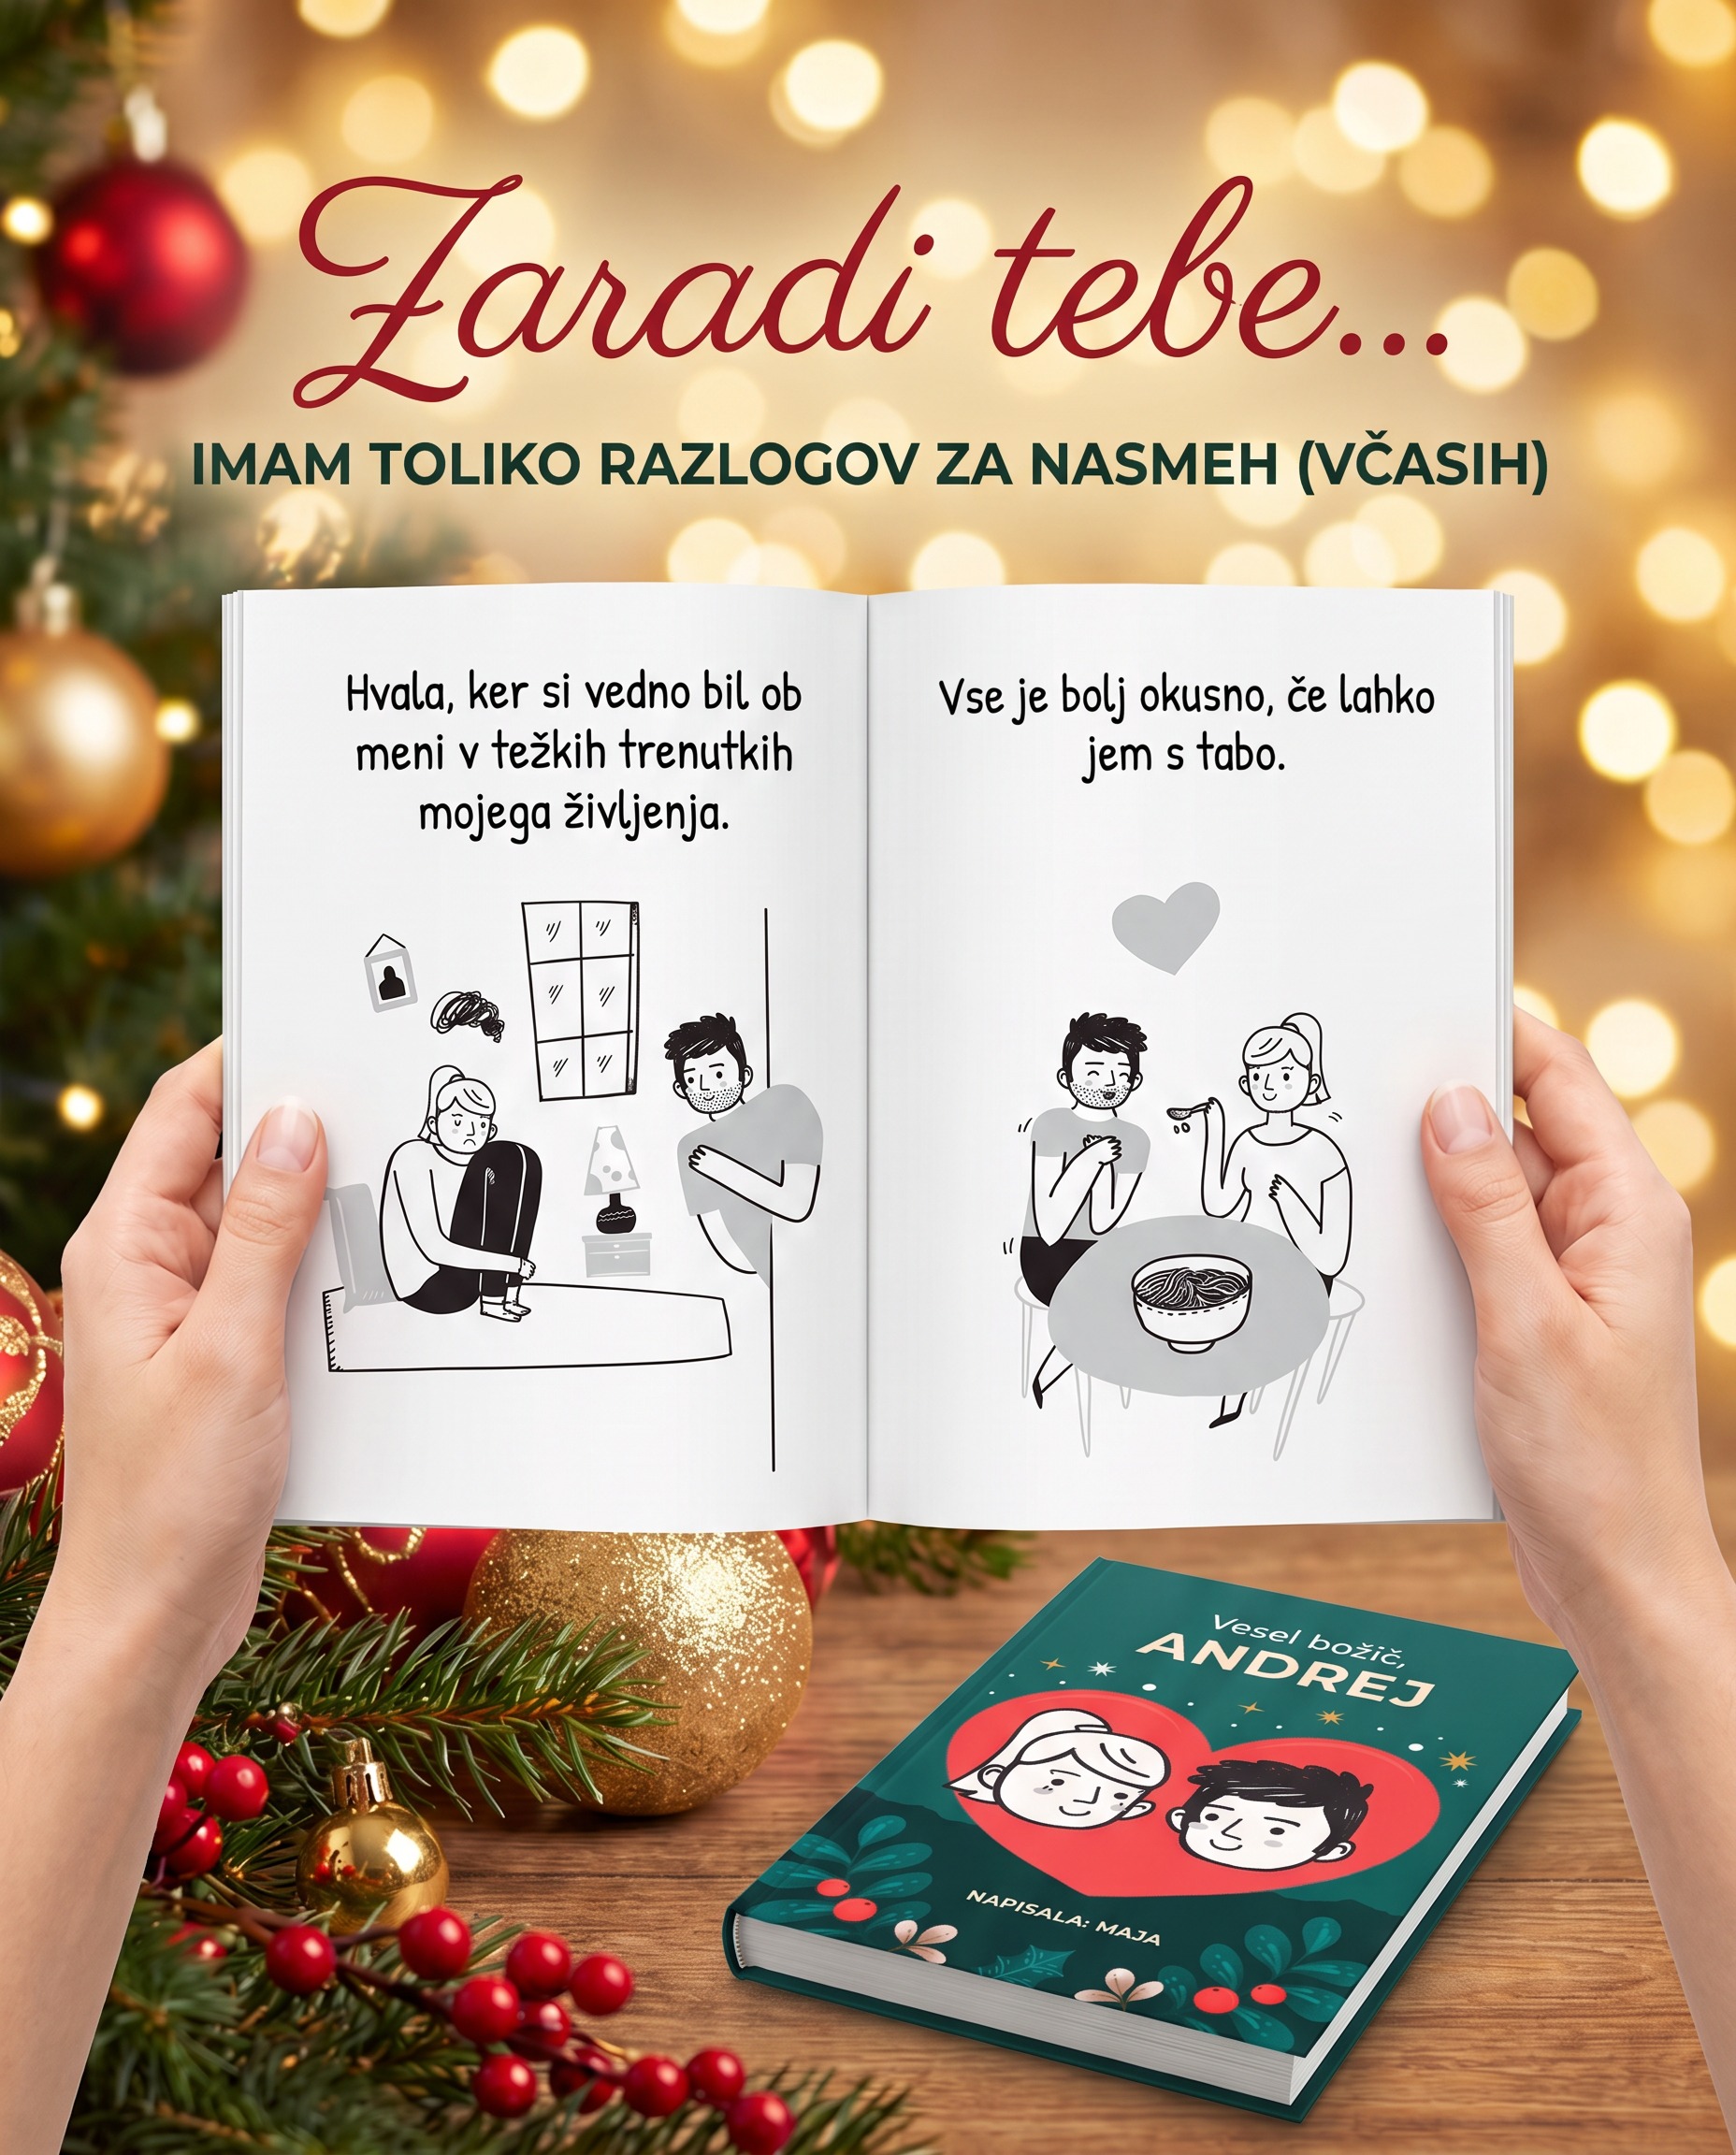 Zaradi tebe...
IMAM TOLIKO RAZLOGOV ZA NASMEH (VČASIH)
Hvala, ker si vedno bil ob
meni v težkih trenutkih
mojega življenja.
Vse je bolj okusno, če lahko
jem s tabo.
Vesel božič,
ANDREJ
NAPISALA: MAJA